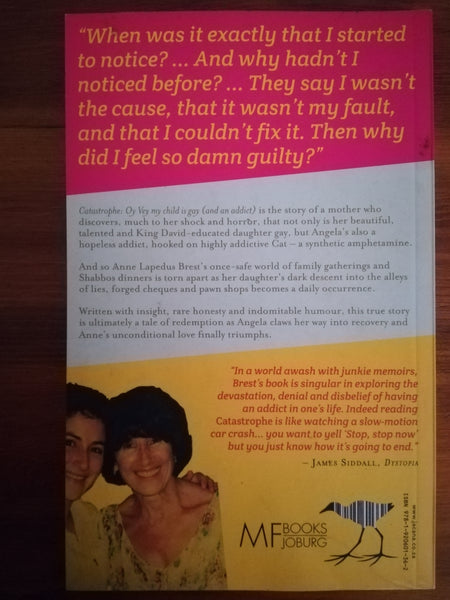 “When was it exactly that I started
to notice? ... And why hadn’t I
noticed before? ... They say I wasn’t
the cause, that it wasn’t my fault,
and that I couldn’t fix it. Then why
did I feel so damn guilty?”
Catastrophe: Oy Vey my child is gay (and an addict) is the story of a mother who
discovers, much to her shock and horror, that not only is her beautiful,
talented and King David–educated daughter gay, but Angela’s also a
hopeless addict, hooked on highly addictive Cat – a synthetic amphetamine.
And so Anne Lapedus Brest’s once-safe world of family gatherings and
Shabbos dinners is torn apart as her daughter’s dark descent into the alleys
of lies, forged cheques and pawn shops becomes a daily occurrence.
Written with insight, rare honesty and indomitable humour, this true story
is ultimately a tale of redemption as Angela claws her way into recovery and
Anne’s unconditional love finally triumphs.
“In a world awash with junkie memoirs,
Brest’s book is singular in exploring the
devastation, denial and disbelief of having
an addict in one’s life. Indeed reading
Catastrophe is like watching a slow-motion
car crash... you want to yell ‘Stop, stop now’
but you just know how it’s going to end.”
– James Siddall, Dystopia
MF BOOKS
JOBURG
www.jacana.co.za
ISBN 978-1-920601-36-2